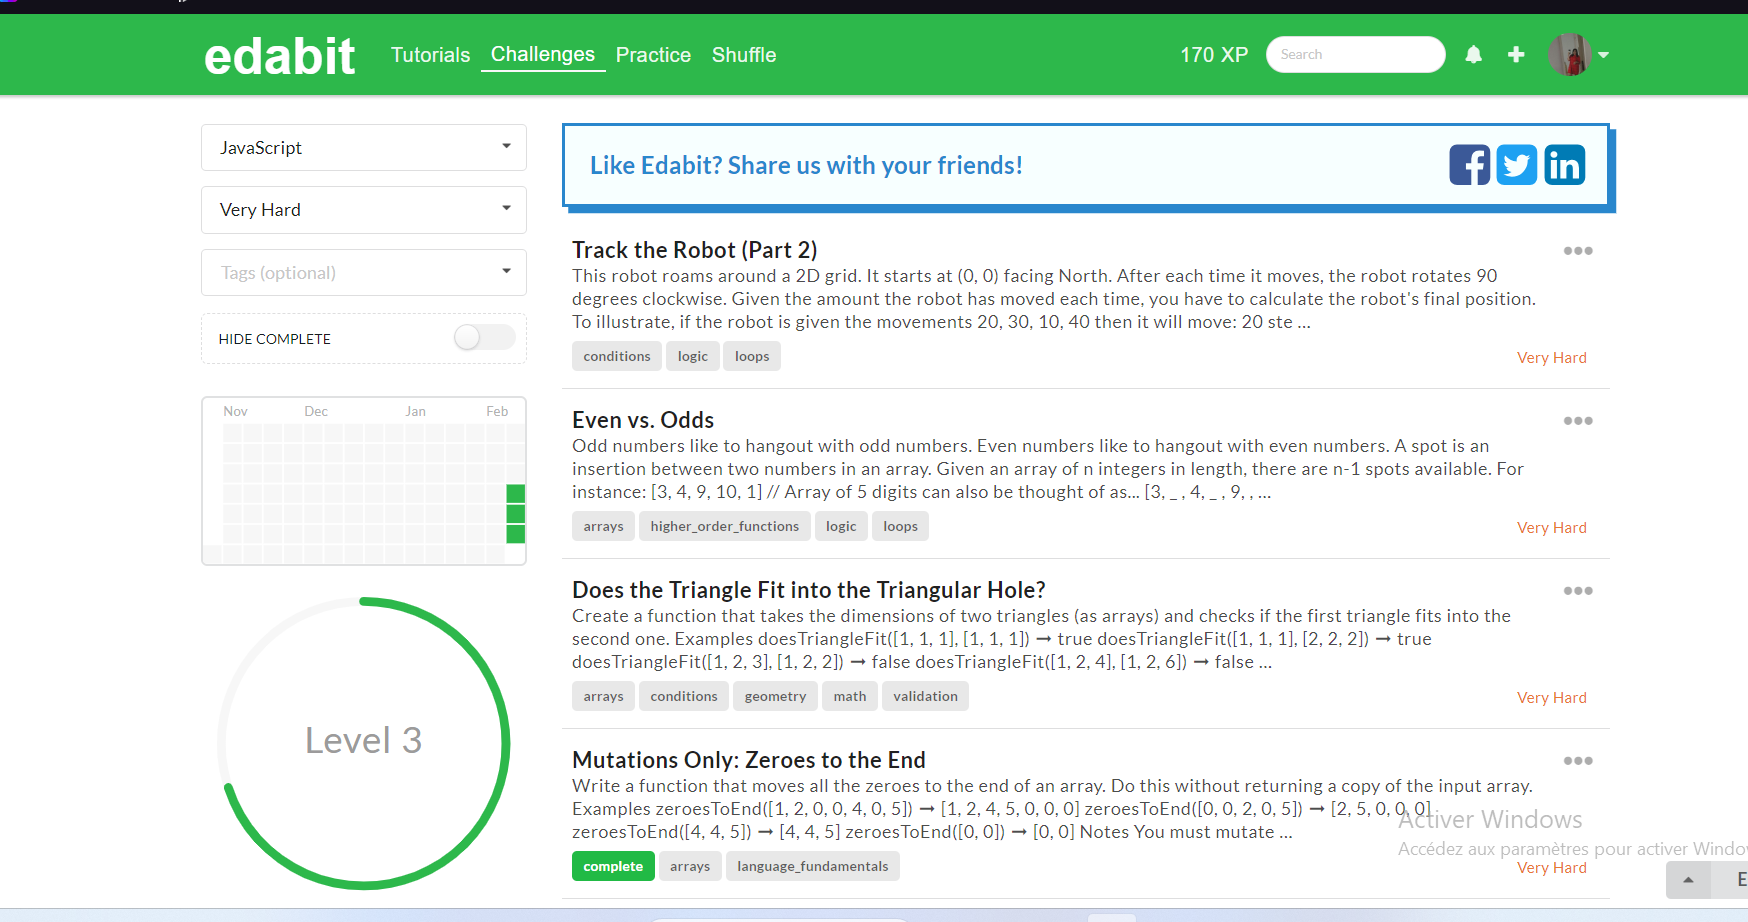 edabit
Tutorials Challenges Practice Shuffle
170 XP
Search
JavaScript
Very Hard
Tags (optional)
HIDE COMPLETE
Nov Dec Jan Feb
Level 3
Like Edabit? Share us with your friends!
Track the Robot (Part 2)
This robot roams around a 2D grid. It starts at (0, 0) facing North. After each time it moves, the robot rotates 90
degrees clockwise. Given the amount the robot has moved each time, you have to calculate the robot's final position.
To illustrate, if the robot is given the movements 20, 30, 10, 40 then it will move: 20 ste ...
conditions logic loops
Very Hard
Even vs. Odds
Odd numbers like to hangout with odd numbers. Even numbers like to hangout with even numbers. A spot is an
insertion between two numbers in an array. Given an array of n integers in length, there are n-1 spots available. For
instance: [3, 4, 9, 10, 1] // Array of 5 digits can also be thought of as... [3, _ , 4, _ , 9, , ...
arrays higher_order_functions logic loops
Very Hard
Does the Triangle Fit into the Triangular Hole?
Create a function that takes the dimensions of two triangles (as arrays) and checks if the first triangle fits into the
second one. Examples doesTriangleFit([1, 1, 1], [1, 1, 1]) ➞ true doesTriangleFit([1, 1, 1], [2, 2, 2]) ➞ true
doesTriangleFit([1, 2, 3], [1, 2, 2]) ➞ false doesTriangleFit([1, 2, 4], [1, 2, 6]) ➞ false ...
arrays conditions geometry math validation
Very Hard
Mutations Only: Zeroes to the End
Write a function that moves all the zeroes to the end of an array. Do this without returning a copy of the input array.
Examples zeroesToEnd([1, 2, 0, 0, 4, 0, 5]) ➞ [1, 2, 4, 5, 0, 0, 0] zeroesToEnd([0, 0, 2, 0, 5]) ➞ [2, 5, 0, 0, 0]
zeroesToEnd([4, 4, 5]) ➞ [4, 4, 5] zeroesToEnd([0, 0]) ➞ [0, 0] Notes You must mutate ...
complete arrays language_fundamentals
Very Hard
Activer Windows
Accédez aux paramètres pour activer Windo
E